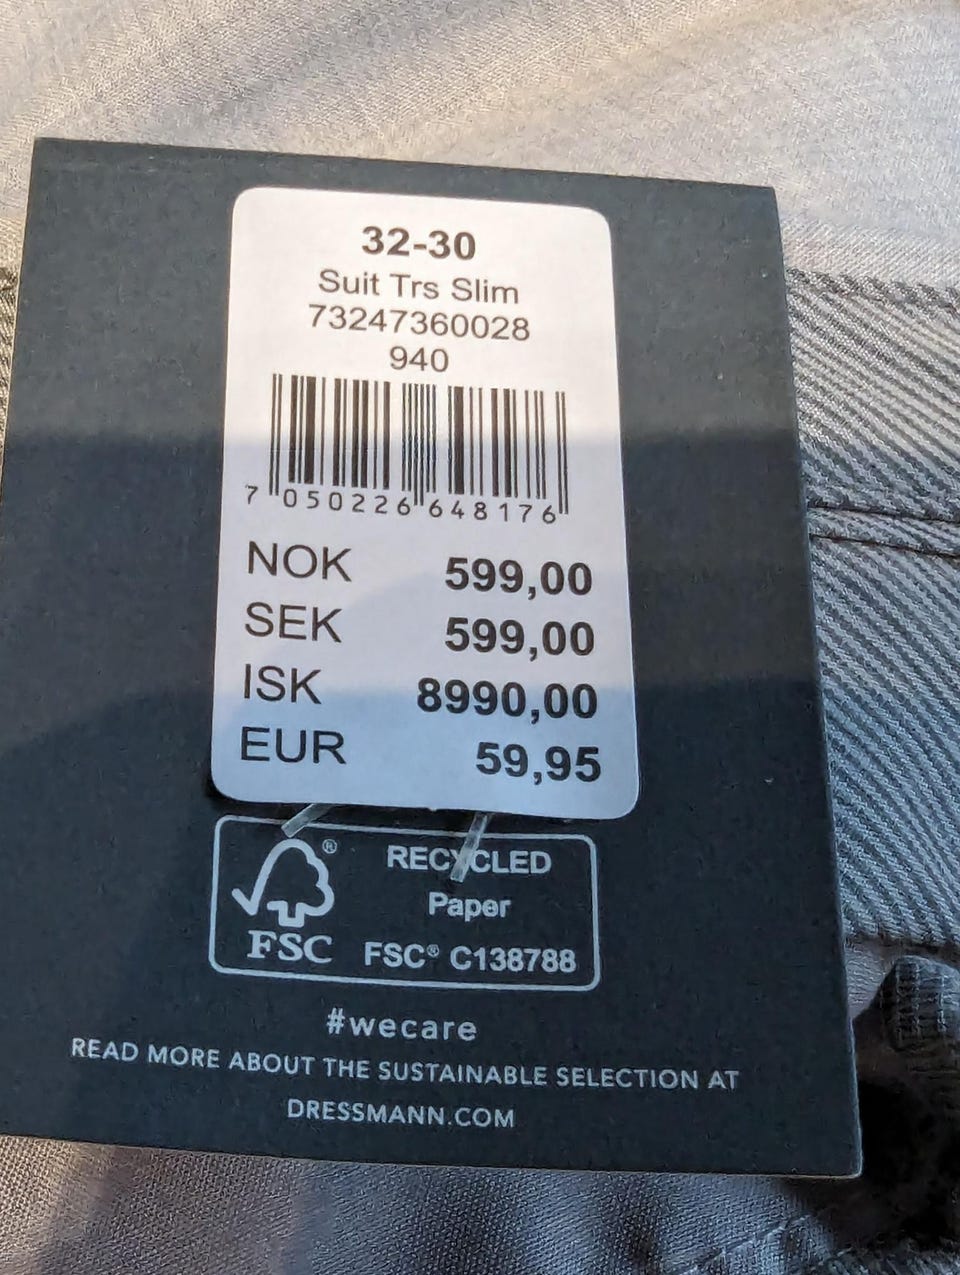 32-30
Suit Trs Slim
73247360028
940
7 050226 648176
NOK 599,00
SEK 599,00
ISK 8990,00
EUR 59,95
®
RECYCLED
Paper
FSC
FSC® C138788
#wecare
READ MORE ABOUT THE SUSTAINABLE SELECTION AT
DRESSMANN.COM